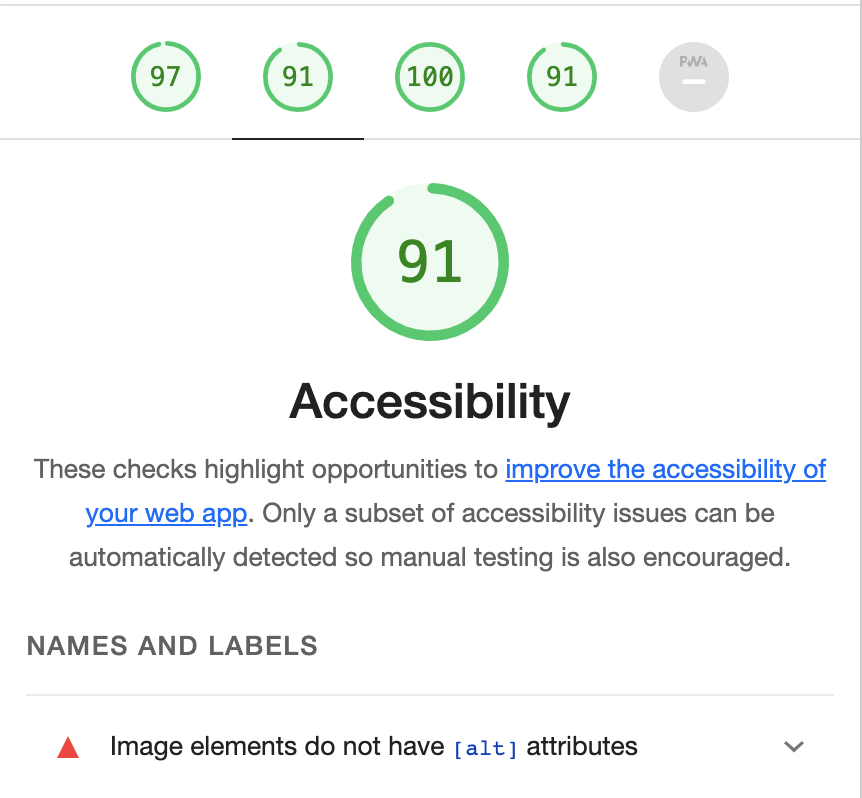 97 91 100 91 PWA
91
Accessibility
These checks highlight opportunities to improve the accessibility of
your web app. Only a subset of accessibility issues can be
automatically detected so manual testing is also encouraged.
NAMES AND LABELS
Image elements do not have [alt] attributes